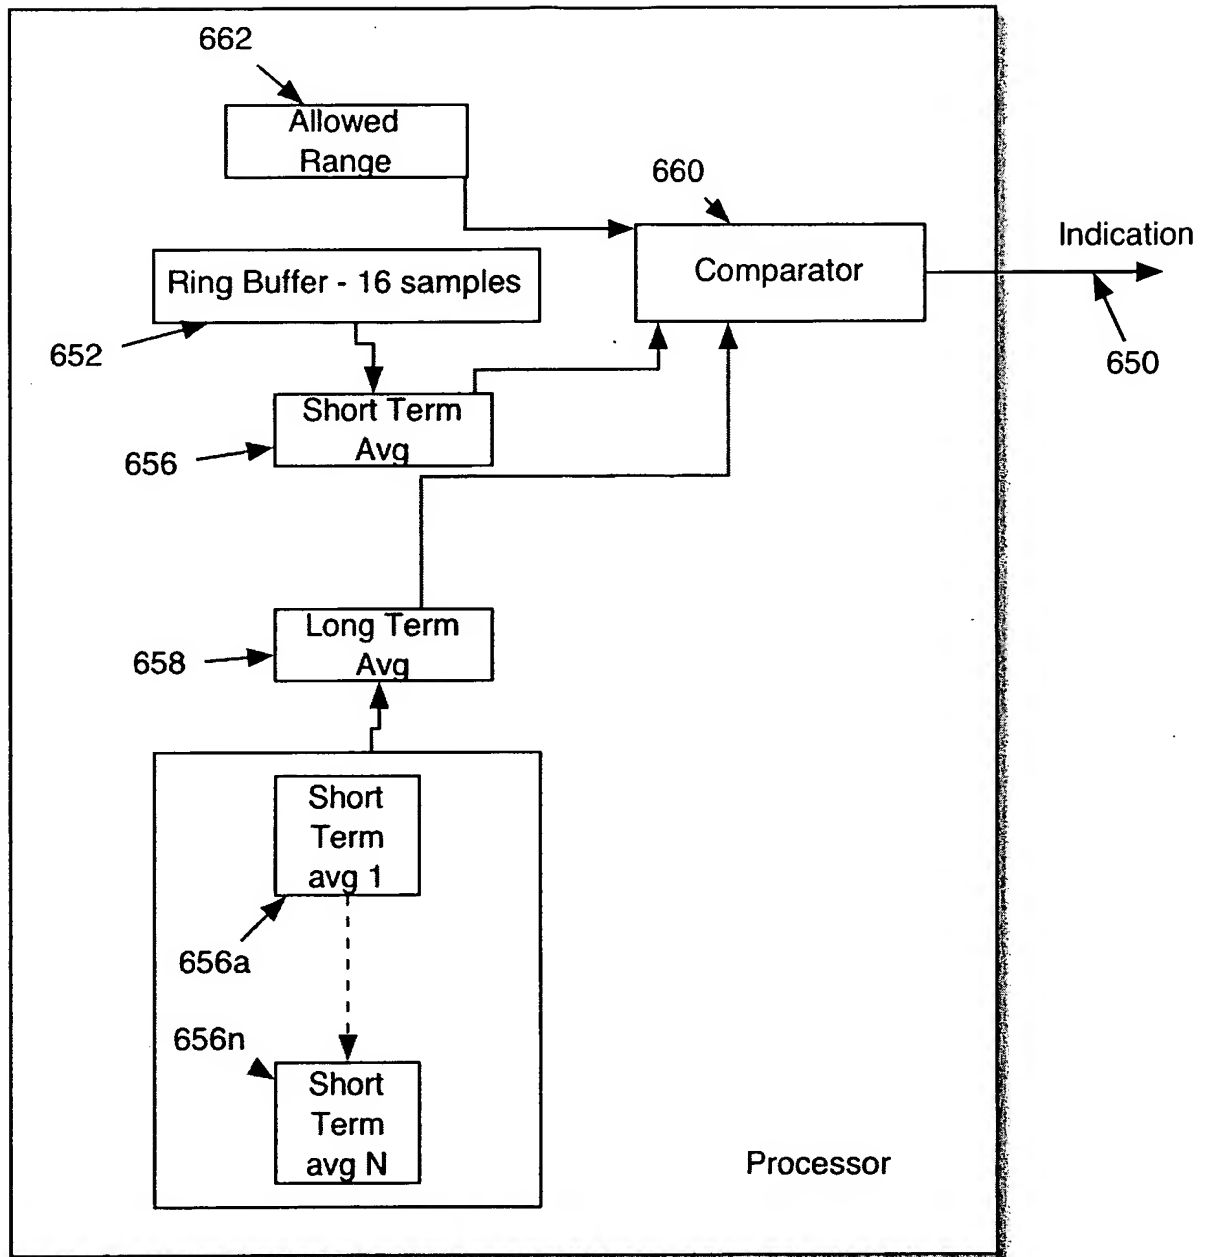 662
Allowed
Range
660
Indication
Comparator
Ring Buffer - 16 samples
652
650
Short Term
Avg
656
Long Term
Avg
658
Short
Term
avg 1
656a
656n
Short
Term
avg N
Processor